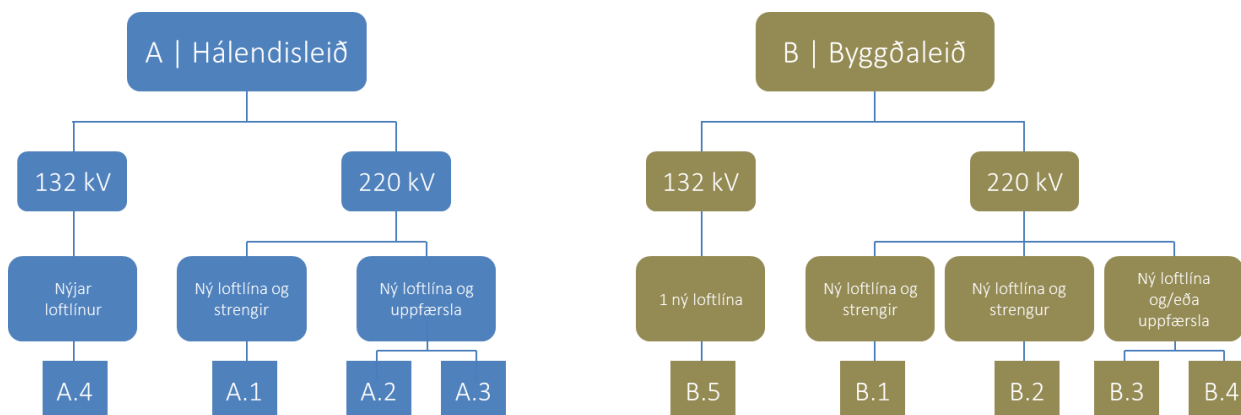 A | Hálendisleið
132 kV
220 kV
Nýjar
loftlínur
Ný loftlína og
strengir
Ný loftlína og
uppfærsla
A.4
A.1
A.2
A.3
B | Byggðaleið
132 kV
220 kV
1 ný loftlína
Ný loftlína og
strengir
Ný loftlína og
strengur
Ný loftlína
og/eða
uppfærsla
B.5
B.1
B.2
B.3
B.4